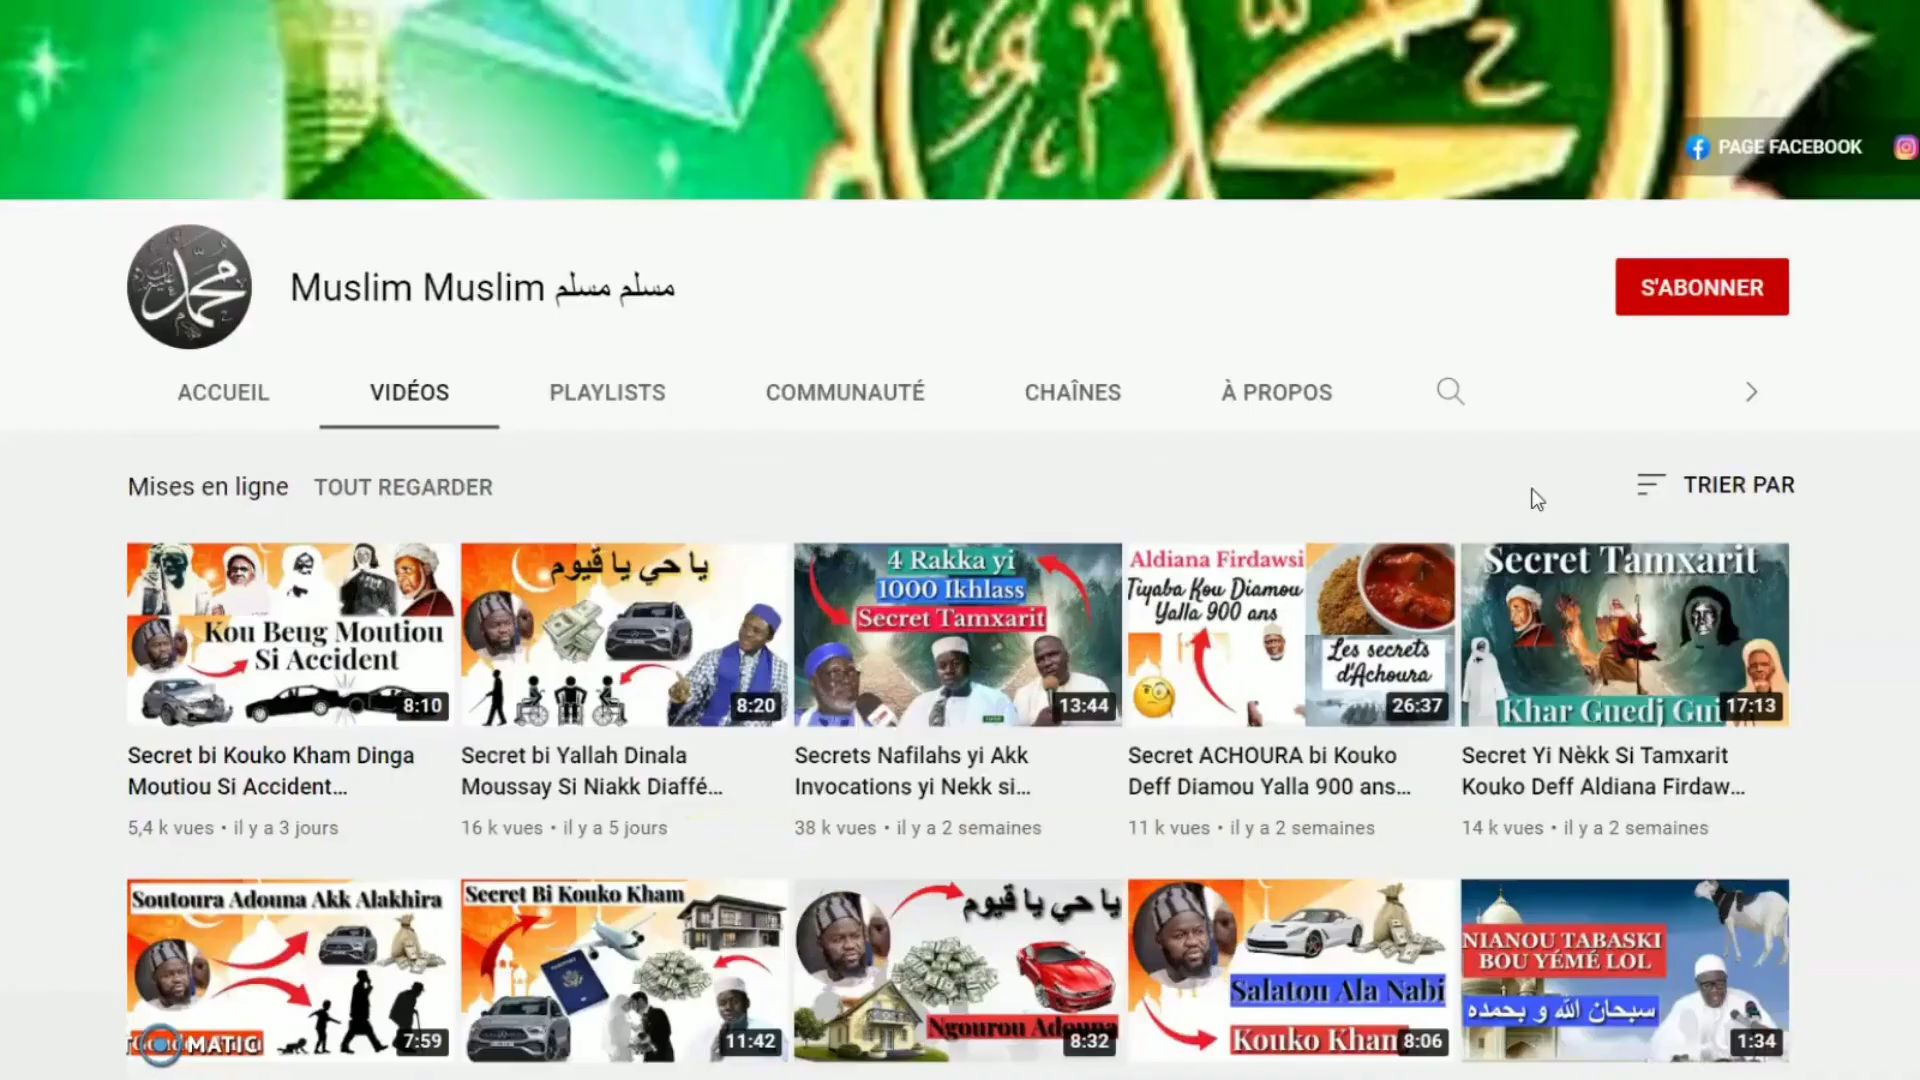 PAGE FACEBOOK
Muslim Muslim مسلم مسلم
S'ABONNER
ACCUEIL
VIDÉOS
PLAYLISTS
COMMUNAUTÉ
CHAÎNES
À PROPOS
Mises en ligne
TOUT REGARDER
TRIER PAR
Kou Beug Moutiou
Si Accident
8:10
يا حي يا قيوم
8:20
4 Rakka yi
1000 Ikhlass
Secret Tamxarit
13:44
Aldiana Firdawsi
Tiyaba Kou Diamou
Yalla 900 ans
Les secrets
d'Achoura
26:37
Secret Tamxarit
Khar Guedj Gui
17:13
Secret bi Kouko Kham Dinga
Moutiou Si Accident...
5,4 k vues • il y a 3 jours
Secret bi Yallah Dinala
Moussay Si Niakk Diaffé...
16 k vues • il y a 5 jours
Secrets Nafilahs yi Akk
Invocations yi Nekk si...
38 k vues • il y a 2 semaines
Secret ACHOURA bi Kouko
Deff Diamou Yalla 900 ans...
11 k vues • il y a 2 semaines
Secret Yi Nèkk Si Tamxarit
Kouko Deff Aldiana Firdaw...
14 k vues • il y a 2 semaines
Soutoura Adouna Akk Alakhira
MATIC
7:59
Secret Bi Kouko Kham
11:42
يا حي يا قيوم
Ngourou Adouna
8:32
Salatou Ala Nabi
Kouko Kham
8:06
NIANOU TABASKI
BOU YÉMÉ LOL
سبحان الله و بحمده
1:34